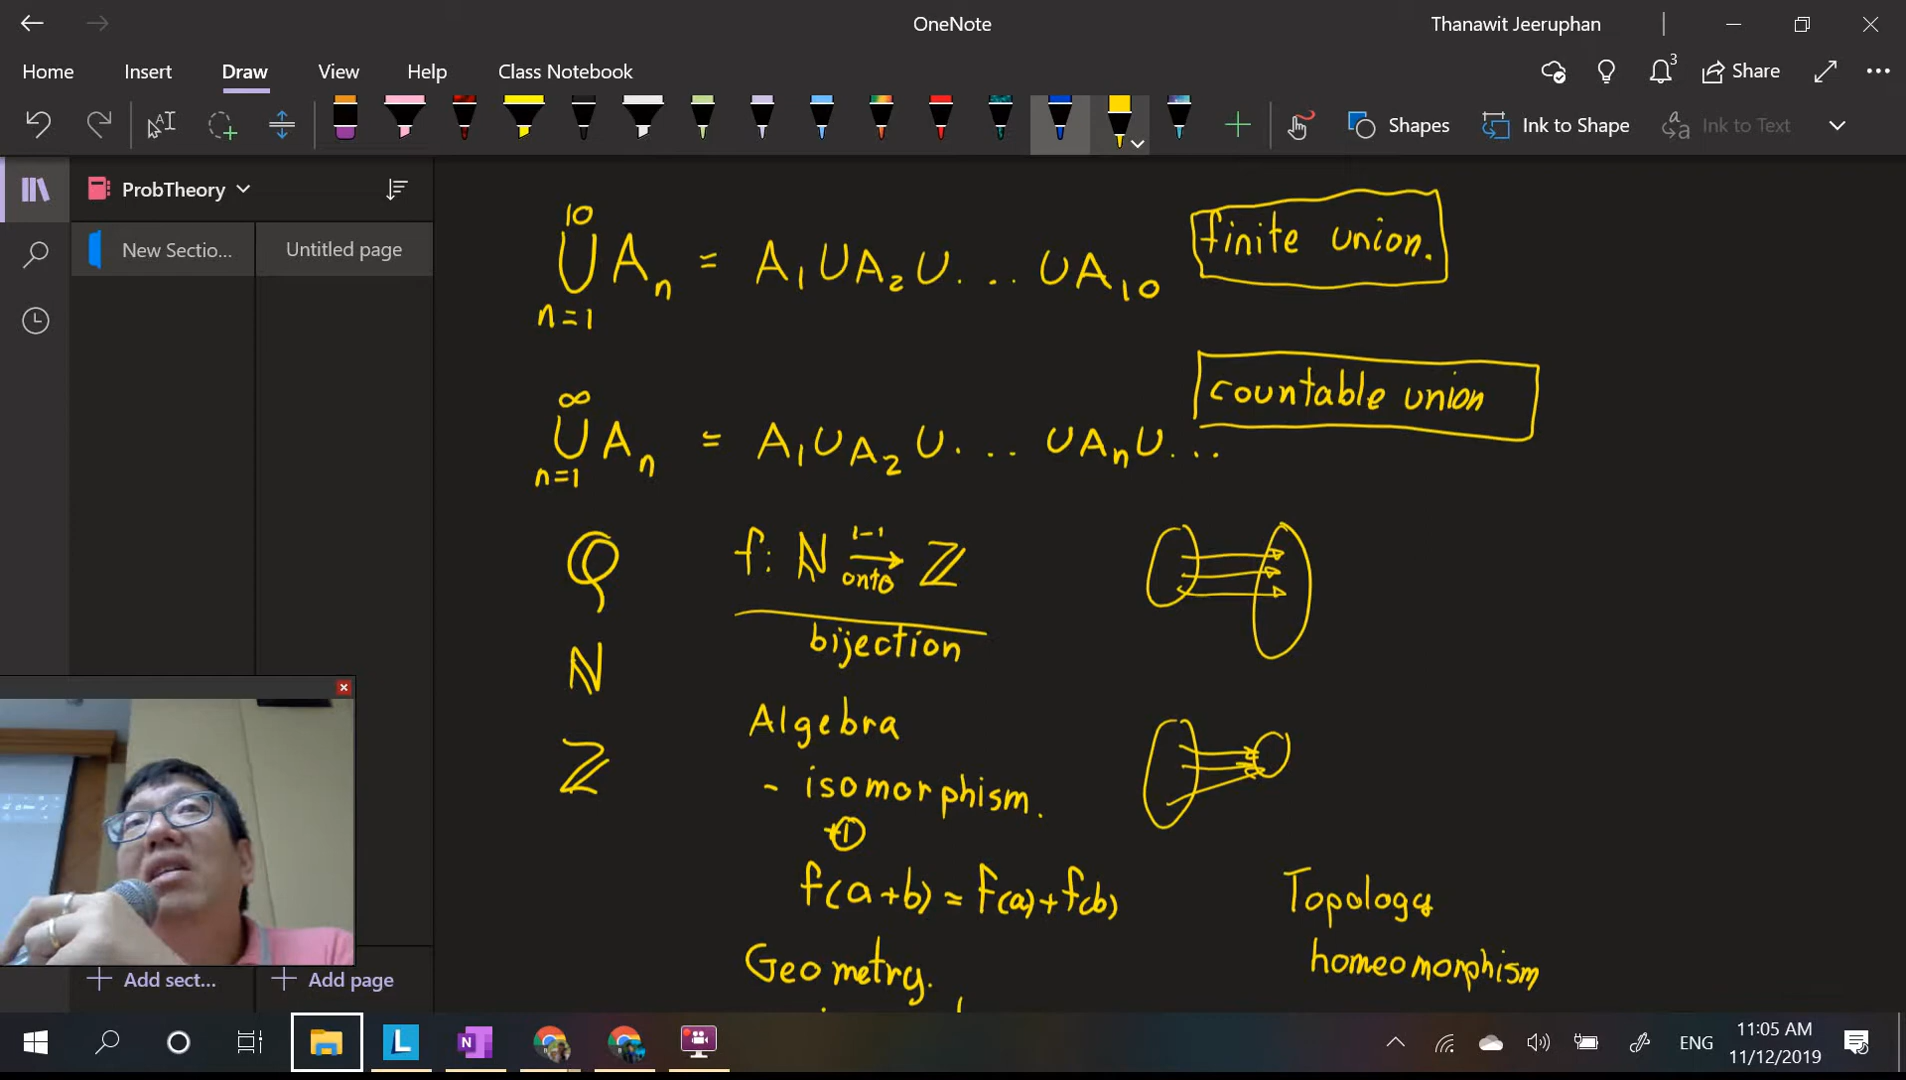 OneNote
Thanawit Jeeruphan
Home Insert Draw View Help Class Notebook
3
Share
Shapes
Ink to Shape
Ink to Text
ProbTheory
New Sectio...
Untitled page
10
⋃ Aₙ = A₁ ∪ A₂ ∪ ... ∪ A₁₀
n=1
finite union.
∞
⋃ Aₙ = A₁ ∪ A₂ ∪ ... ∪ Aₙ ∪ ...
n=1
countable union
ℚ
ℕ
ℤ
1-1
f: ℕ → ℤ
onto
bijection
Algebra
- isomorphism.
①
f(a+b) = f(a)+f(b)
Geometry.
Topology
homeomorphism
Add sect...
Add page
L
N
ENG
11:05 AM
11/12/2019